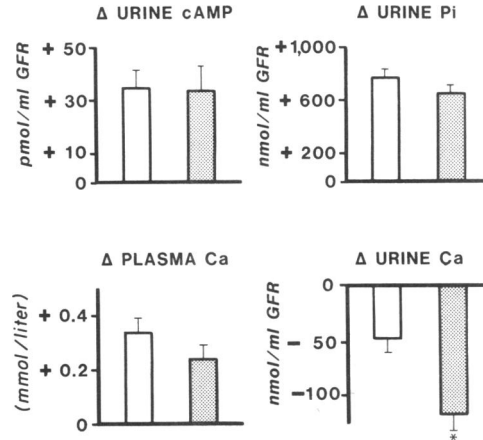 Δ URINE cAMP
pmol/ml GFR
+ 50
+ 30
+ 10
0
Δ URINE Pi
nmol/ml GFR
+1,000
+ 600
+ 200
0
Δ PLASMA Ca
(mmol/liter)
+ 0.4
+ 0.2
0
Δ URINE Ca
nmol/ml GFR
0
− 50
−100
*